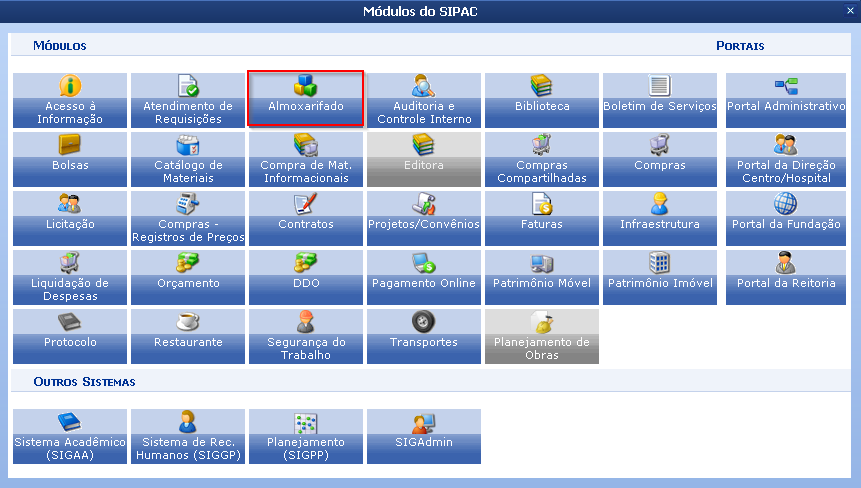 Módulos do SIPAC
MÓDULOS
PORTAIS
Acesso à
Informação
Atendimento de
Requisições
Almoxarifado
Auditoria e
Controle Interno
Biblioteca
Boletim de Serviços
Portal Administrativo
Bolsas
Catálogo de
Materiais
Compra de Mat.
Informacionais
Editora
Compras
Compartilhadas
Compras
Portal da Direção
Centro/Hospital
Licitação
Compras -
Registros de Preços
Contratos
Projetos/Convênios
Faturas
Infraestrutura
Portal da Fundação
Liquidação de
Despesas
Orçamento
DDO
Pagamento Online
Patrimônio Móvel
Patrimônio Imóvel
Portal da Reitoria
Protocolo
Restaurante
Segurança do
Trabalho
Transportes
Planejamento de
Obras
OUTROS SISTEMAS
Sistema Acadêmico
(SIGAA)
Sistema de Rec.
Humanos (SIGGP)
Planejamento
(SIGPP)
SIGAdmin